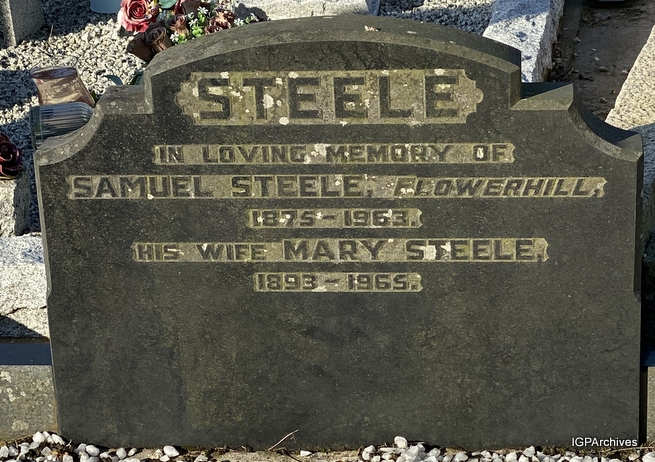 STEELE
IN LOVING MEMORY OF
SAMUEL STEELE, FLOWERHILL,
1875-1963.
HIS WIFE MARY STEELE,
1893-1965.
IGPArchives